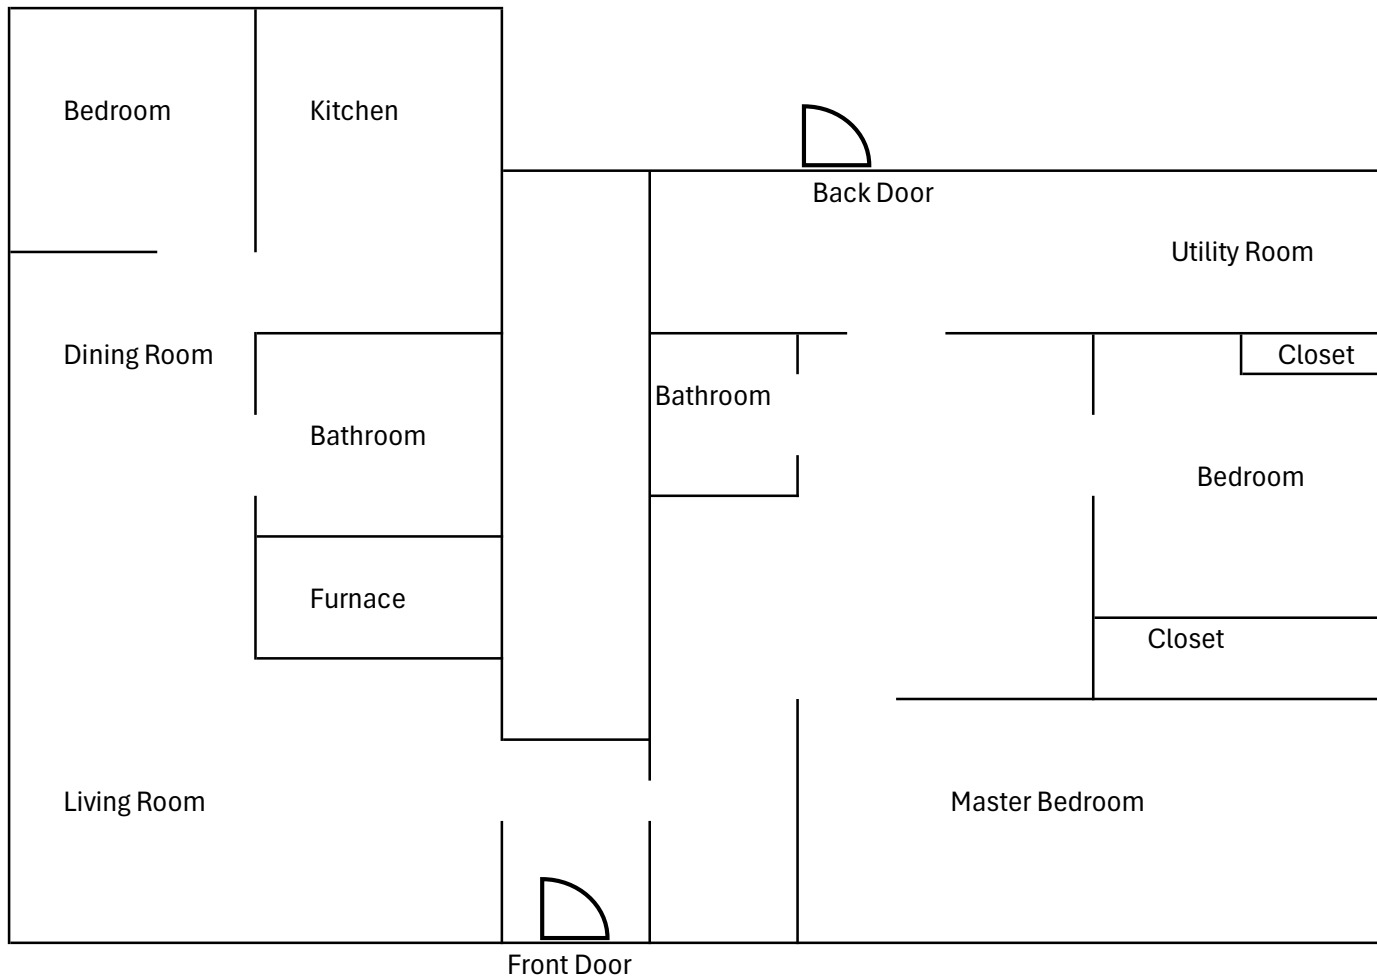 Bedroom
Kitchen
Back Door
Utility Room
Dining Room
Closet
Bathroom
Bathroom
Bedroom
Furnace
Closet
Living Room
Master Bedroom
Front Door